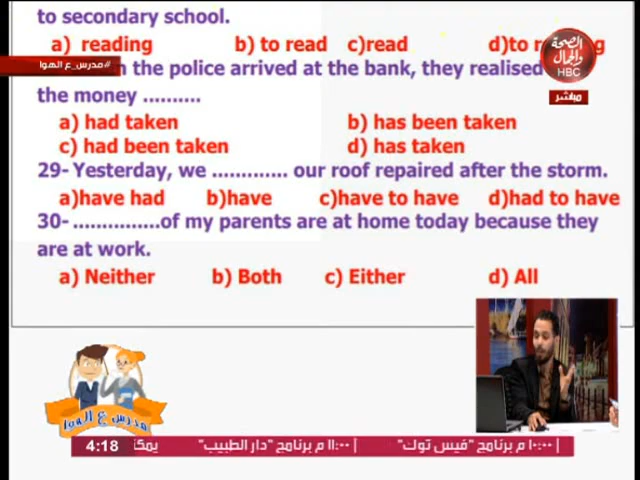 to secondary school.
a) reading b) to read c)read d)to r g
#مدرس_ع الهوا
n the police arrived at the bank, they realised
the money ..........
الصحة والجمال
HBC
مباشر
a) had taken b) has been taken
c) had been taken d) has taken
29- Yesterday, we .............. our roof repaired after the storm.
a)have had b)have c)have to have d)had to have
30- ...............of my parents are at home today because they
are at work.
a) Neither b) Both c) Either d) All
مدرس ع الهوا
4:18
١٠:٠٠ م برنامج "فيس توك" | ١١:٠٠ م برنامج "دار الطبيب" | يمكنك